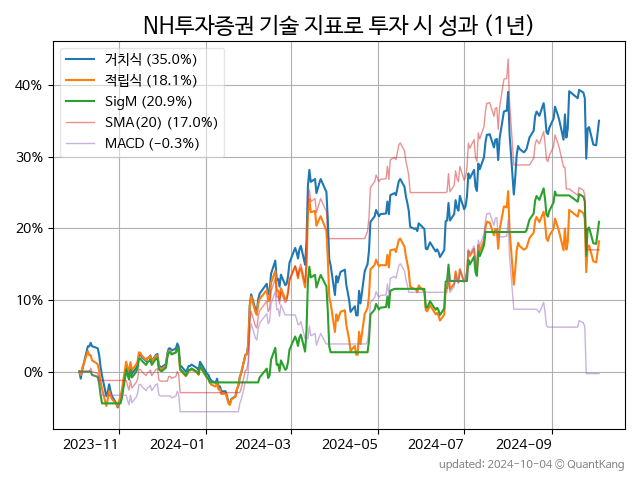 NH투자증권 기술 지표로 투자 시 성과 (1년)
거치식 (35.0%)
적립식 (18.1%)
SigM (20.9%)
SMA(20) (17.0%)
MACD (−0.3%)
40%
30%
20%
10%
0%
2023−11 2024−01 2024−03 2024−05 2024−07 2024−09
updated: 2024-10-04 © QuantKang